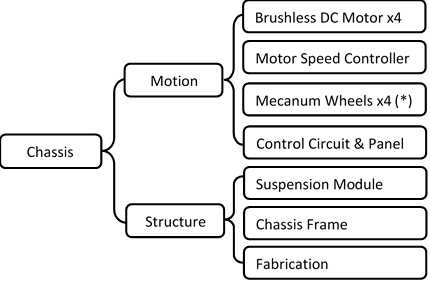 Brushless DC Motor x4
Motor Speed Controller
Motion
Mecanum Wheels x4 (*)
Control Circuit & Panel
Chassis
Suspension Module
Structure
Chassis Frame
Fabrication